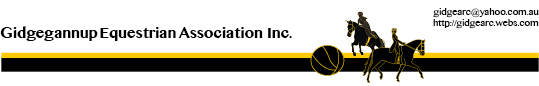 gidgearc@yahoo.com.au
http://gidgearc.webs.com
Gidgegannup Equestrian Association Inc.